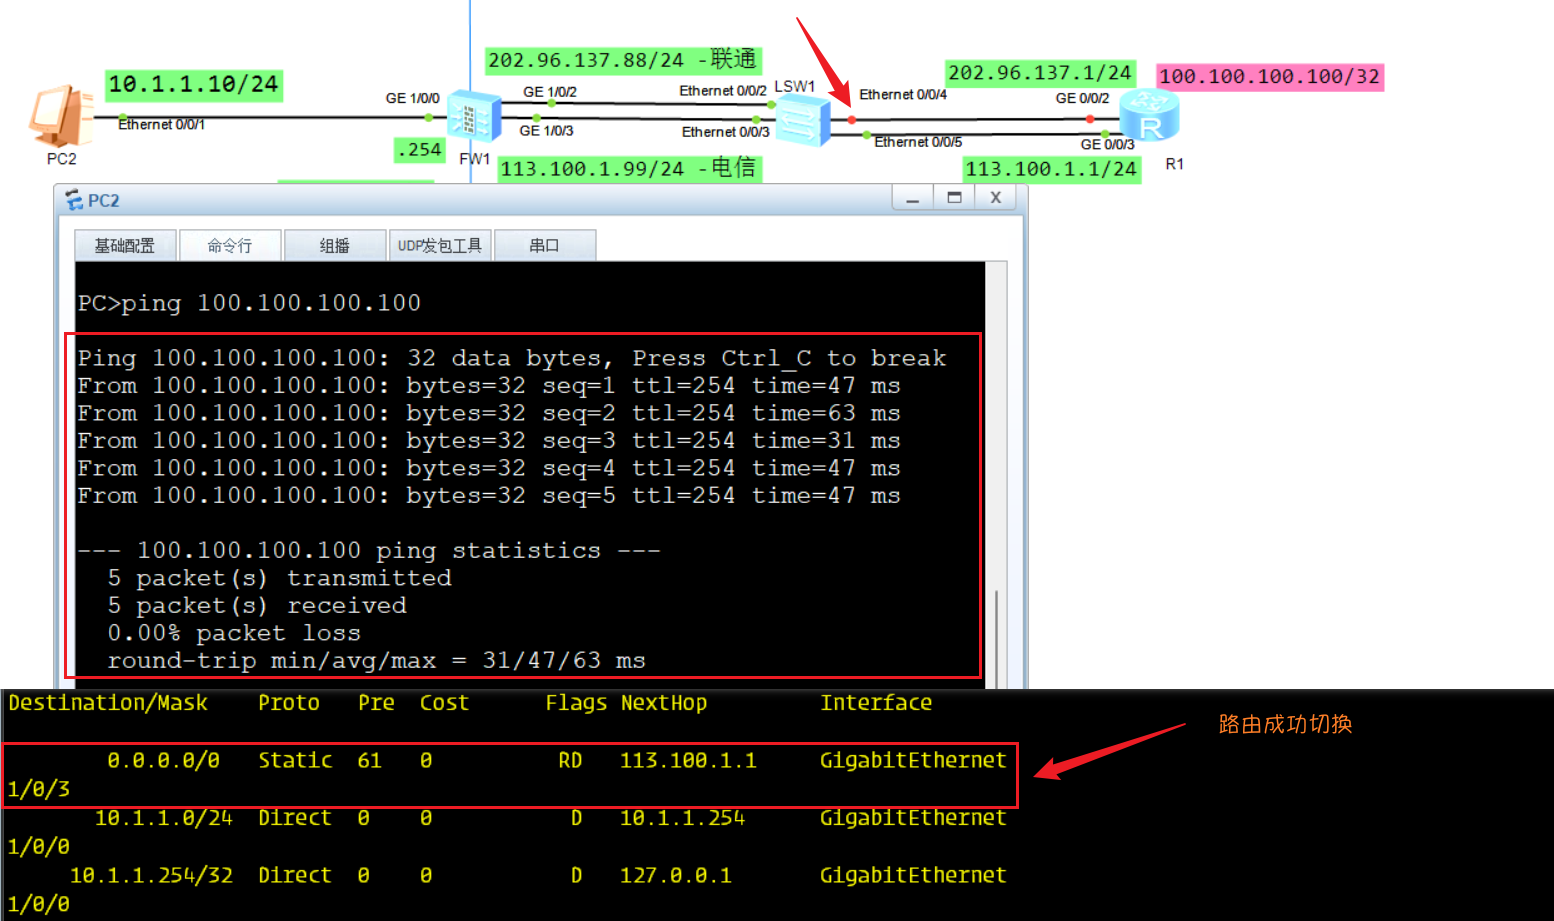 202.96.137.88/24 -联通
LSW1
202.96.137.1/24
100.100.100.100/32
10.1.1.10/24
GE 1/0/0
GE 1/0/2
Ethernet 0/0/2
Ethernet 0/0/4
GE 0/0/2
Ethernet 0/0/1
GE 1/0/3
Ethernet 0/0/3
Ethernet 0/0/5
GE 0/0/3
R
PC2
.254
FW1
113.100.1.99/24 -电信
113.100.1.1/24
R1
PC2
基础配置 命令行 组播 UDP发包工具 串口
PC>ping 100.100.100.100
Ping 100.100.100.100: 32 data bytes, Press Ctrl_C to break
From 100.100.100.100: bytes=32 seq=1 ttl=254 time=47 ms
From 100.100.100.100: bytes=32 seq=2 ttl=254 time=63 ms
From 100.100.100.100: bytes=32 seq=3 ttl=254 time=31 ms
From 100.100.100.100: bytes=32 seq=4 ttl=254 time=47 ms
From 100.100.100.100: bytes=32 seq=5 ttl=254 time=47 ms
--- 100.100.100.100 ping statistics ---
5 packet(s) transmitted
5 packet(s) received
0.00% packet loss
round-trip min/avg/max = 31/47/63 ms
Destination/Mask Proto Pre Cost Flags NextHop Interface
路由成功切换
0.0.0.0/0 Static 61 0 RD 113.100.1.1 GigabitEthernet
1/0/3
10.1.1.0/24 Direct 0 0 D 10.1.1.254 GigabitEthernet
1/0/0
10.1.1.254/32 Direct 0 0 D 127.0.0.1 GigabitEthernet
1/0/0